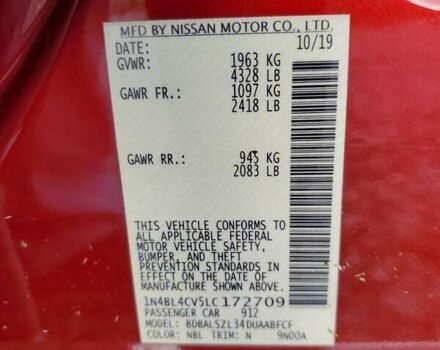 MFD BY NISSAN MOTOR CO., LTD.
DATE: 10/19
GVWR: 1963 KG
4328 LB
GAWR FR.: 1097 KG
2418 LB
GAWR RR.: 945 KG
2083 LB
THIS VEHICLE CONFORMS TO
ALL APPLICABLE FEDERAL
MOTOR VEHICLE SAFETY,
BUMPER, AND THEFT
PREVENTION STANDARDS IN
EFFECT ON THE DATE OF
MANUFACTURE SHOWN ABOVE.
1N4BL4CV5LC172709
PASSENGER CAR 912
MODEL: BDBALSZL34DUAABFCF
COLOR: NBL TRIM: N 9N00A